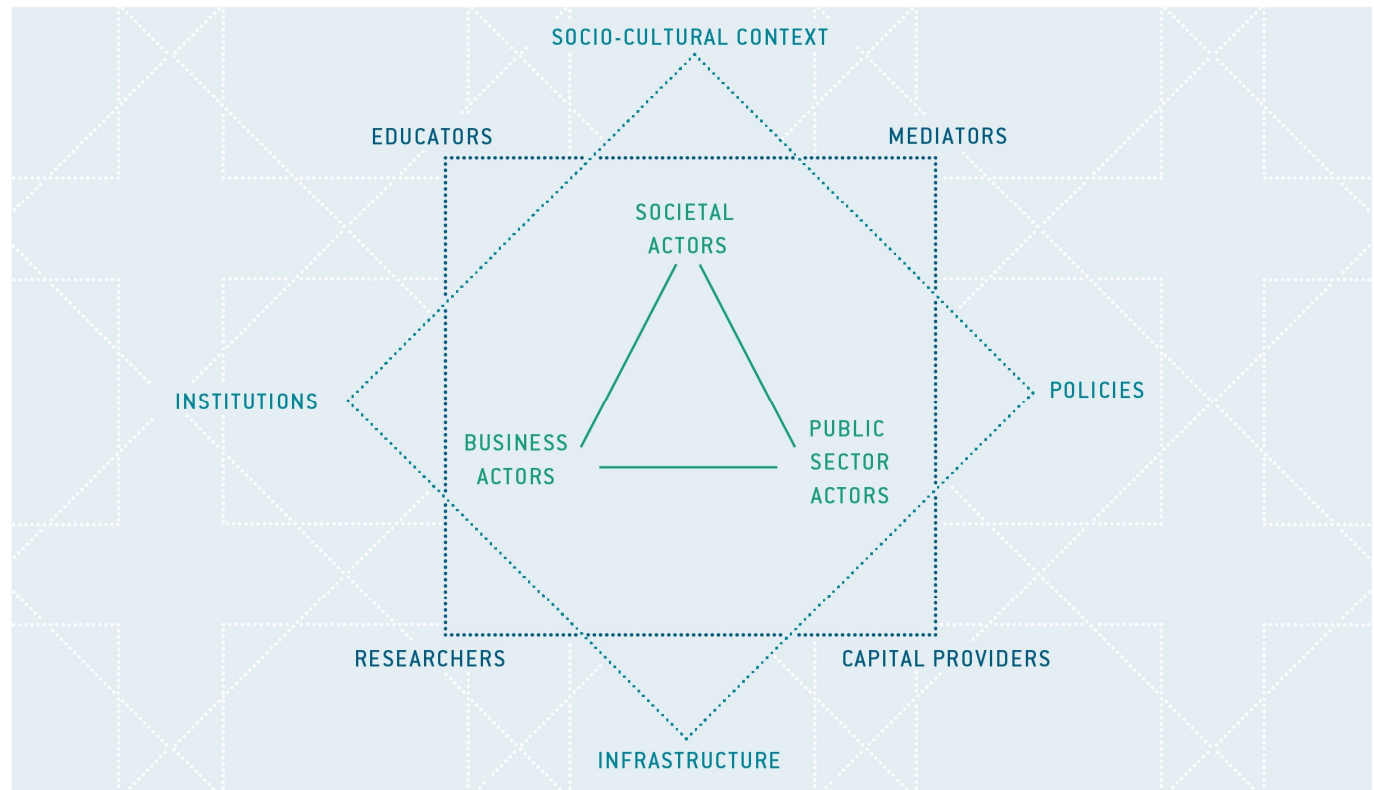 SOCIO-CULTURAL CONTEXT
EDUCATORS
MEDIATORS
SOCIETAL
ACTORS
INSTITUTIONS
POLICIES
BUSINESS
ACTORS
PUBLIC
SECTOR
ACTORS
RESEARCHERS
CAPITAL PROVIDERS
INFRASTRUCTURE